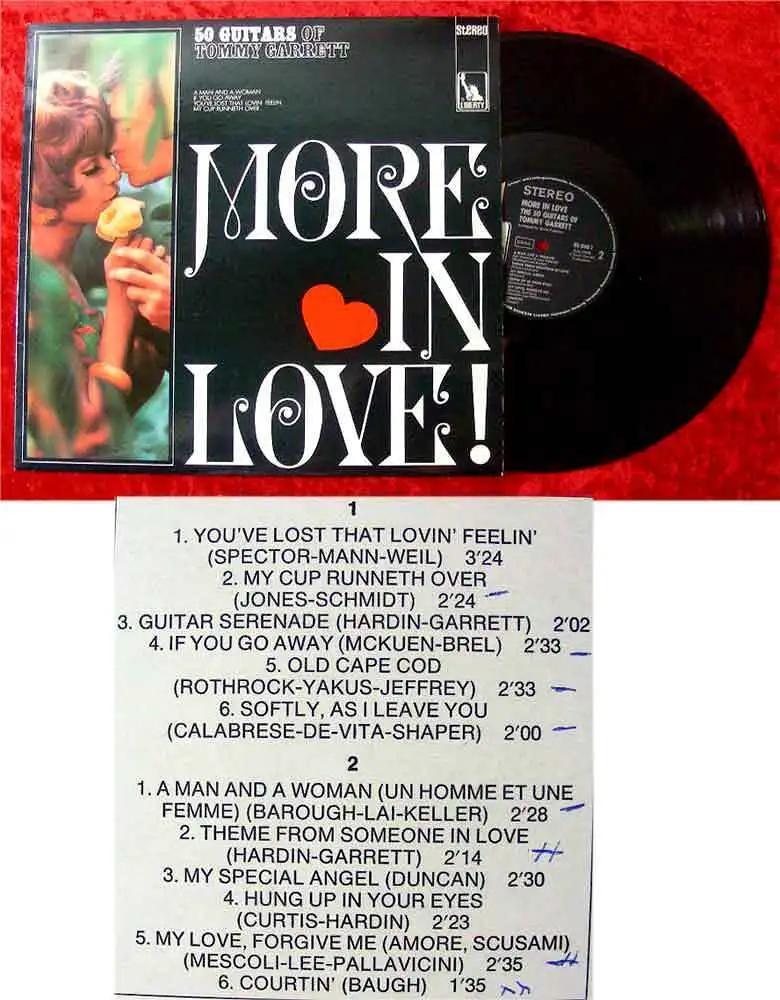 50 GUITARS OF
TOMMY GARRETT
A MAN AND A WOMAN
IF YOU GO AWAY
YOU'VE LOST THAT LOVIN' FEELIN'
MY CUP RUNNETH OVER
Stereo
LIBERTY
MORE
IN
LOVE!
STEREO
MORE IN LOVE
THE 50 GUITARS OF
TOMMY GARRETT
2
1
1. YOU'VE LOST THAT LOVIN' FEELIN'
(SPECTOR-MANN-WEIL) 3'24
2. MY CUP RUNNETH OVER
(JONES-SCHMIDT) 2'24
3. GUITAR SERENADE (HARDIN-GARRETT) 2'02
4. IF YOU GO AWAY (MCKUEN-BREL) 2'33
5. OLD CAPE COD
(ROTHROCK-YAKUS-JEFFREY) 2'33
6. SOFTLY, AS I LEAVE YOU
(CALABRESE-DE-VITA-SHAPER) 2'00
2
1. A MAN AND A WOMAN (UN HOMME ET UNE
FEMME) (BAROUGH-LAI-KELLER) 2'28
2. THEME FROM SOMEONE IN LOVE
(HARDIN-GARRETT) 2'14
3. MY SPECIAL ANGEL (DUNCAN) 2'30
4. HUNG UP IN YOUR EYES
(CURTIS-HARDIN) 2'23
5. MY LOVE, FORGIVE ME (AMORE, SCUSAMI)
(MESCOLI-LEE-PALLAVICINI) 2'35
6. COURTIN' (BAUGH) 1'35